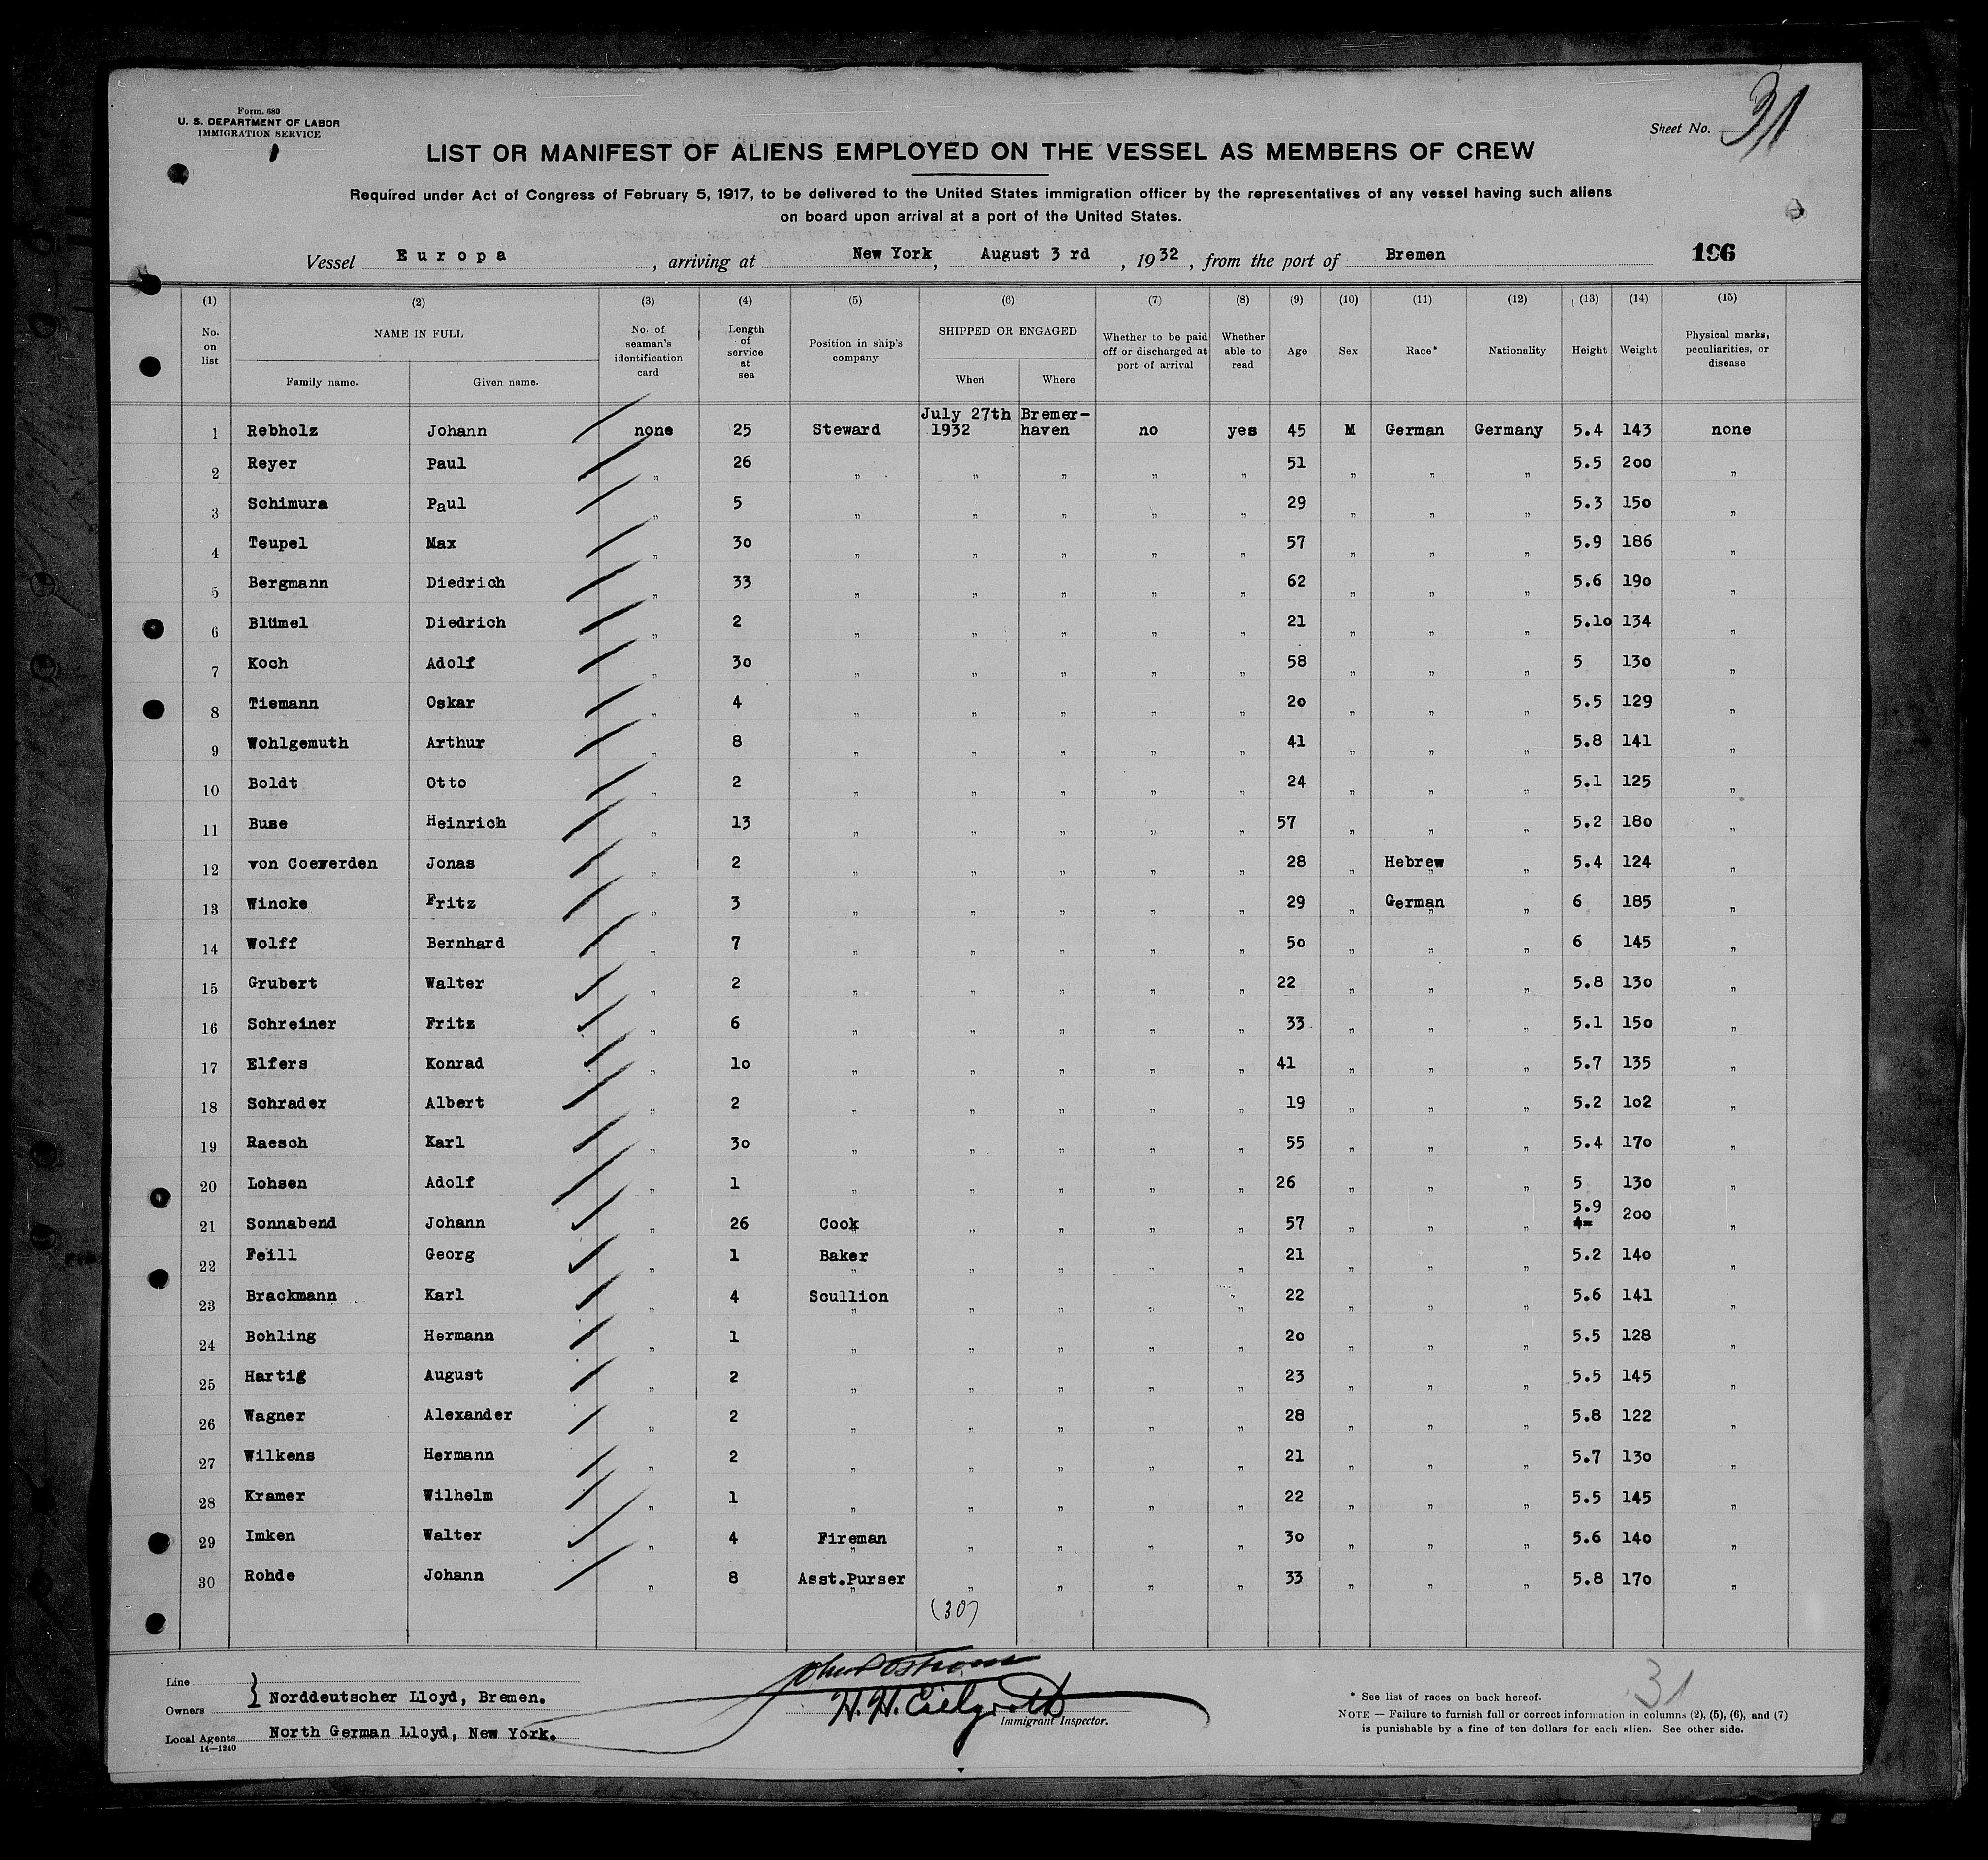 Form. 680
U. S. DEPARTMENT OF LABOR
IMMIGRATION SERVICE
Sheet No. 31
LIST OR MANIFEST OF ALIENS EMPLOYED ON THE VESSEL AS MEMBERS OF CREW
Required under Act of Congress of February 5, 1917, to be delivered to the United States immigration officer by the representatives of any vessel having such aliens
on board upon arrival at a port of the United States.
Vessel Europa, arriving at New York, August 3 rd, 1932, from the port of Bremen 196
(1) (2) (3) (4) (5) (6) (7) (8) (9) (10) (11) (12) (13) (14) (15)
No. on list NAME IN FULL Family name. Given name. No. of seaman's identification card Length of service at sea Position in ship's company SHIPPED OR ENGAGED When Where Whether to be paid off or discharged at port of arrival Whether able to read Age Sex Race* Nationality Height Weight Physical marks, peculiarities, or disease
1 Rebholz Johann none 25 Steward July 27th 1932 Bremer-haven no yes 45 M German Germany 5.4 143 none
2 Reyer Paul " 26 " " " " " 51 " " " 5.5 200 "
3 Schimura Paul " 5 " " " " " 29 " " " 5.3 150 "
4 Teupel Max " 30 " " " " " 57 " " " 5.9 186 "
5 Bergmann Diedrich " 33 " " " " " 62 " " " 5.6 190 "
6 Blümel Diedrich " 2 " " " " " 21 " " " 5.10 134 "
7 Koch Adolf " 30 " " " " " 58 " " " 5 130 "
8 Tiemann Oskar " 4 " " " " " 20 " " " 5.5 129 "
9 Wohlgemuth Arthur " 8 " " " " " 41 " " " 5.8 141 "
10 Boldt Otto " 2 " " " " " 24 " " " 5.1 125 "
11 Buse Heinrich " 13 " " " " " 57 " " " 5.2 180 "
12 von Coeverden Jonas " 2 " " " " " 28 " Hebrew " 5.4 124 "
13 Wincke Fritz " 3 " " " " " 29 " German " 6 185 "
14 Wolff Bernhard " 7 " " " " " 50 " " " 6 145 "
15 Grubert Walter " 2 " " " " " 22 " " " 5.8 130 "
16 Schreiner Fritz " 6 " " " " " 33 " " " 5.1 150 "
17 Elfers Konrad " 10 " " " " " 41 " " " 5.7 135 "
18 Schrader Albert " 2 " " " " " 19 " " " 5.2 102 "
19 Raesch Karl " 30 " " " " " 55 " " " 5.4 170 "
20 Lohsen Adolf " 1 " " " " " 26 " " " 5 130 "
21 Sonnabend Johann " 26 Cook " " " " 57 " " " 5.9 200 "
22 Feill Georg " 1 Baker " " " " 21 " " " 5.2 140 "
23 Brackmann Karl " 4 Scullion " " " " 22 " " " 5.6 141 "
24 Bohling Hermann " 1 " " " " " 20 " " " 5.5 128 "
25 Hartig August " 2 " " " " " 23 " " " 5.5 145 "
26 Wagner Alexander " 2 " " " " " 28 " " " 5.8 122 "
27 Wilkens Hermann " 2 " " " " " 21 " " " 5.7 130 "
28 Kramer Wilhelm " 1 " " " " " 22 " " " 5.5 145 "
29 Imken Walter " 4 Fireman " " " " 30 " " " 5.6 140 "
30 Rohde Johann " 8 Asst.Purser " " " " 33 " " " 5.8 170 "
(30)
Line
Owners Norddeutscher Lloyd, Bremen.
Local Agents North German Lloyd, New York.
14—1240
H. H.
Immigrant Inspector.
31
* See list of races on back hereof.
NOTE — Failure to furnish full or correct information in columns (2), (5), (6), and (7)
is punishable by a fine of ten dollars for each alien. See other side.